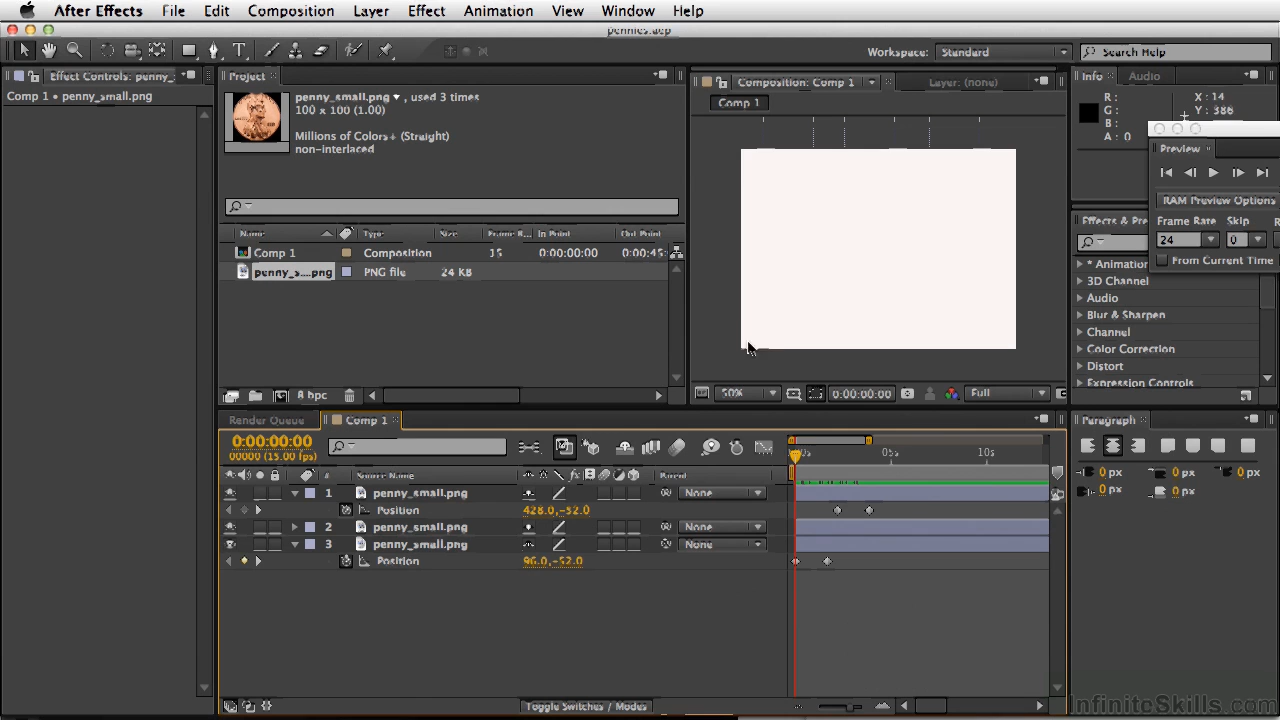 After Effects File Edit Composition Layer Effect Animation View Window Help
pennies.aep
Workspace: Standard Search Help
Effect Controls: penny_ Project Composition: Comp 1 Layer: (none) Info Audio
Comp 1 • penny_small.png
penny_small.png , used 3 times
100 x 100 (1.00)
Millions of Colors+ (Straight)
non-interlaced
Comp 1
R: X: 14
G: Y: 386
B:
A: 0
Preview
RAM Preview Options
Frame Rate Skip R
24 0
From Current Time
Name Type Size Frame R... In Point Out Point
Comp 1 Composition 15 0:00:00:00 0:00:45:
penny_s....png PNG file 24 KB
8 bpc
50% 0:00:00:00 Full
Effects & Pre
* Animation
3D Channel
Audio
Blur & Sharpen
Channel
Color Correction
Distort
Expression Controls
Render Queue Comp 1
0:00:00:00
00000 (15.00 fps)
# Source Name Parent
05s 10s
1 penny_small.png None
Position 428.0,-52.0
2 penny_small.png None
3 penny_small.png None
Position 96.0,-52.0
Toggle Switches / Modes
Paragraph
0 px 0 px 0 px
0 px 0 px
InfiniteSkills.com